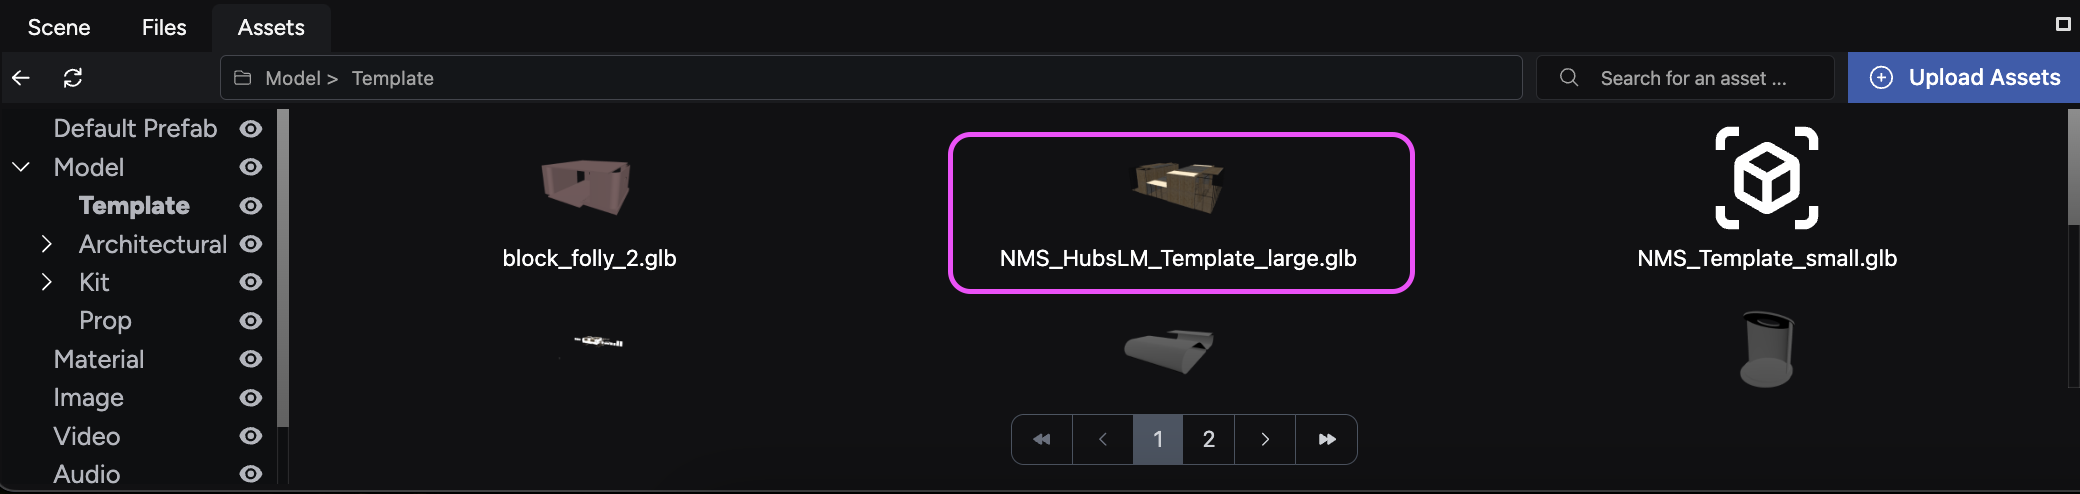 Scene Files Assets
Model > Template
Search for an asset ...
Upload Assets
Default Prefab
Model
Template
Architectural
Kit
Prop
Material
Image
Video
Audio
block_folly_2.glb
NMS_HubsLM_Template_large.glb
NMS_Template_small.glb
1 2